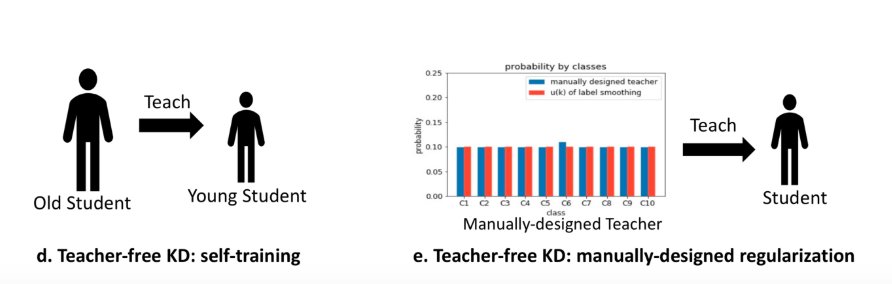 Teach
Old Student
Young Student
d. Teacher-free KD: self-training
probability by classes
manually designed teacher
u(k) of label smoothing
probability
0.25
0.20
0.15
0.10
0.05
0.00
C1 C2 C3 C4 C5 C6 C7 C8 C9 C10
class
Manually-designed Teacher
Teach
Student
e. Teacher-free KD: manually-designed regularization